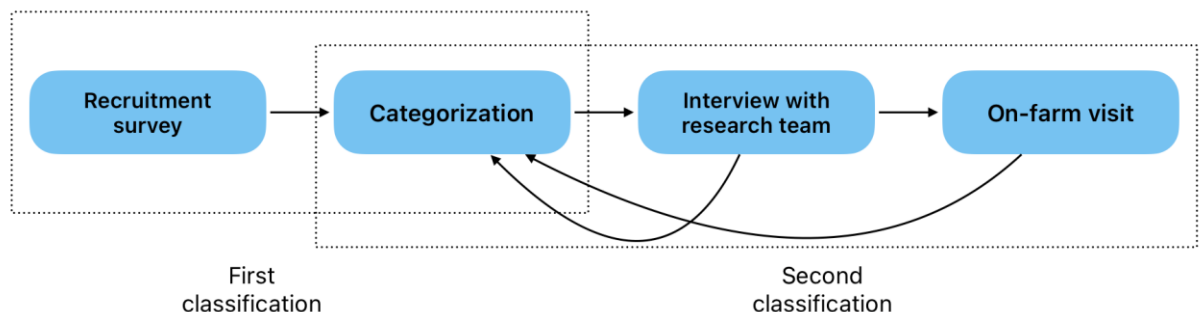 Recruitment
survey
Categorization
Interview with
research team
On-farm visit
First
classification
Second
classification